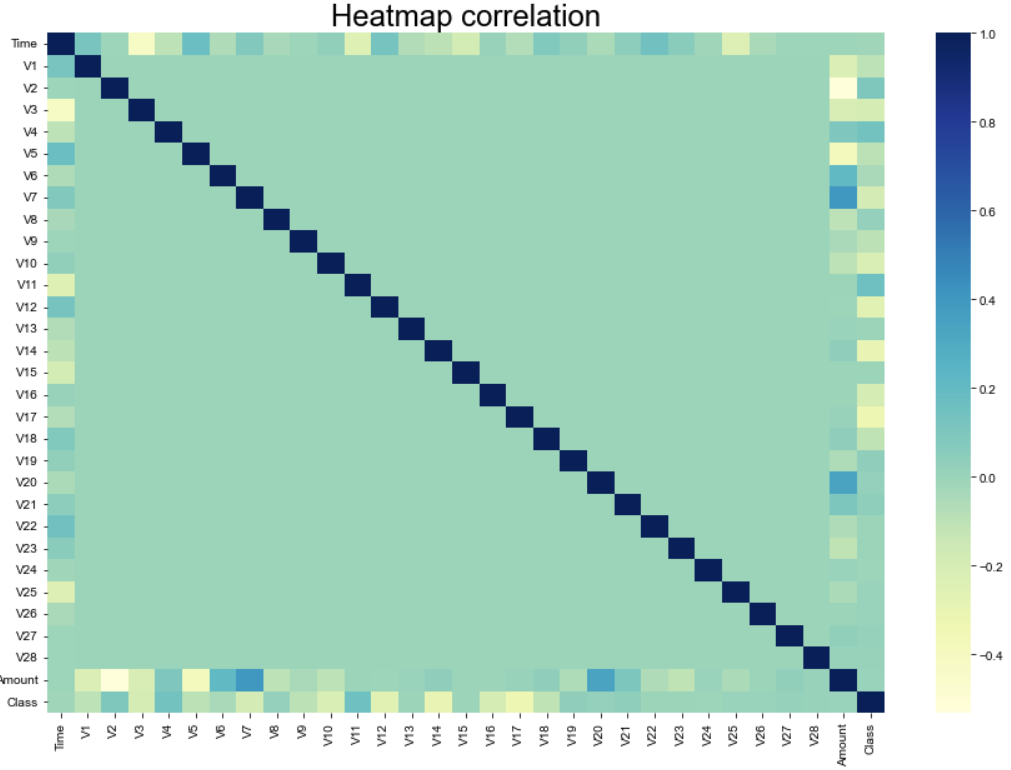 Heatmap correlation
Time
V1
V2
V3
V4
V5
V6
V7
V8
V9
V10
V11
V12
V13
V14
V15
V16
V17
V18
V19
V20
V21
V22
V23
V24
V25
V26
V27
V28
Amount
Class
Time V1 V2 V3 V4 V5 V6 V7 V8 V9 V10 V11 V12 V13 V14 V15 V16 V17 V18 V19 V20 V21 V22 V23 V24 V25 V26 V27 V28 Amount Class
1.0
0.8
0.6
0.4
0.2
0.0
−0.2
−0.4